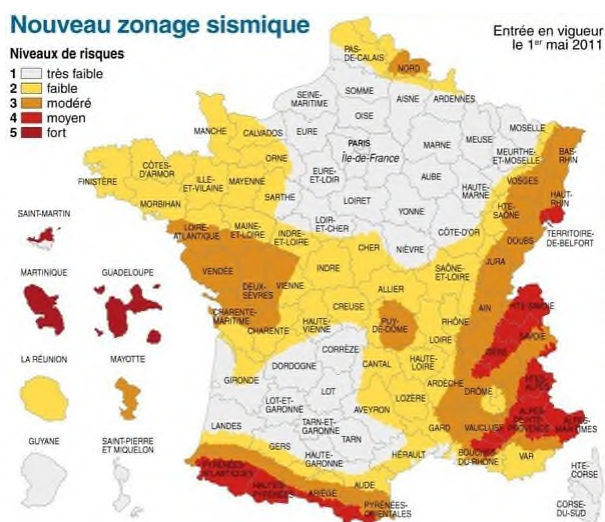 Nouveau zonage sismique
Entrée en vigueur
le 1er mai 2011
Niveaux de risques
1 très faible
2 faible
3 modéré
4 moyen
5 fort
PAS-
DE-CALAIS
NORD
SEINE-
MARITIME
SOMME
AISNE
ARDENNES
OISE
MANCHE
CALVADOS
EURE
PARIS
Île-de-France
MARNE
MEUSE
MOSELLE
MEURTHE-
ET-MOSELLE
BAS-
RHIN
ORNE
CÔTES-
D'ARMOR
FINISTÈRE
ILLE-
ET-VILAINE
MAYENNE
EURE-
ET-LOIR
AUBE
HAUTE-
MARNE
VOSGES
HAUT-
RHIN
MORBIHAN
SARTHE
LOIRET
YONNE
HTE-
SAÔNE
TERRITOIRE-
DE-BELFORT
SAINT-MARTIN
LOIRE-
ATLANTIQUE
MAINE-
ET-LOIRE
LOIR-
ET-CHER
INDRE-
ET-LOIRE
CHER
NIÈVRE
CÔTE-D'OR
DOUBS
JURA
MARTINIQUE
GUADELOUPE
VENDÉE
DEUX-
SÈVRES
VIENNE
INDRE
ALLIER
SAÔNE-
ET-LOIRE
AIN
HTE-SAVOIE
CHARENTE-
MARITIME
CHARENTE
HAUTE-
VIENNE
CREUSE
PUY-
DE-DÔME
RHÔNE
LOIRE
ISÈRE
SAVOIE
LA RÉUNION
MAYOTTE
GIRONDE
DORDOGNE
CORRÈZE
CANTAL
HAUTE-
LOIRE
ARDÈCHE
DRÔME
HTES-
ALPES
LOT-ET-
GARONNE
LOT
AVEYRON
LOZÈRE
GARD
VAUCLUSE
ALPES-
DE-HTE-
PROVENCE
ALPES-
MARITIMES
GUYANE
SAINT-PIERRE
ET MIQUELON
LANDES
GERS
TARN-ET-
GARONNE
TARN
HÉRAULT
BOUCHES-
DU-RHÔNE
VAR
PYRÉNÉES-
ATLANTIQUES
HAUTES-
PYRÉNÉES
HAUTE-
GARONNE
ARIÈGE
AUDE
PYRÉNÉES-
ORIENTALES
HTE-
CORSE
CORSE-
DU-SUD